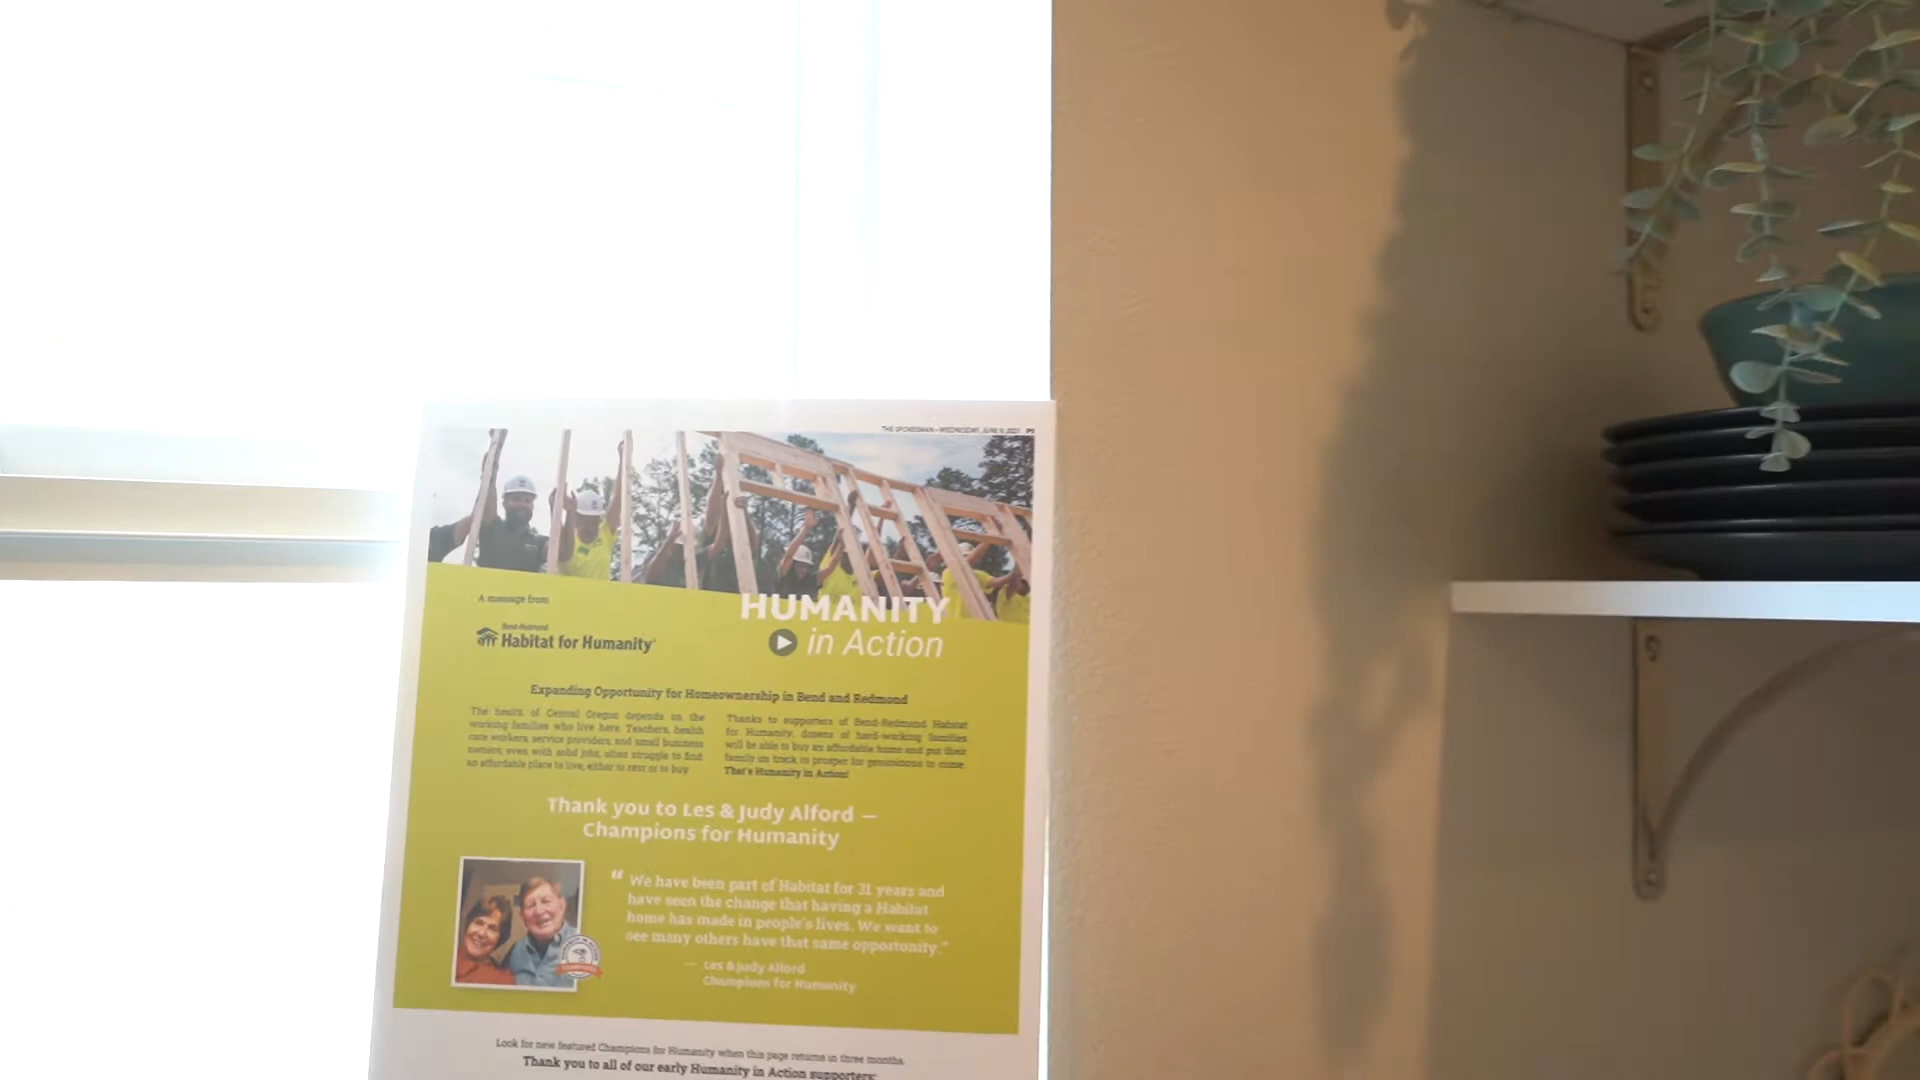 THE SPOKESMAN • WEDNESDAY, JUNE 9, 2021 P5
A message from
Bend-Redmond
Habitat for Humanity®
HUMANITY
in Action
Expanding Opportunity for Homeownership in Bend and Redmond
The health of Central Oregon depends on the
working families who live here. Teachers, health
care workers, service providers, and small business
owners, even with solid jobs, often struggle to find
an affordable place to live, either to rent or to buy.
Thanks to supporters of Bend-Redmond Habitat
for Humanity, dozens of hard-working families
will be able to buy an affordable home and put their
family on track to prosper for generations to come.
That's Humanity in Action!
Thank you to Les & Judy Alford —
Champions for Humanity
“ We have been part of Habitat for 31 years and
have seen the change that having a Habitat
home has made in people's lives. We want to
see many others have that same opportunity.”
— Les & Judy Alford
Champions for Humanity
Look for new featured Champions for Humanity when this page returns in three months.
Thank you to all of our early Humanity in Action supporters: